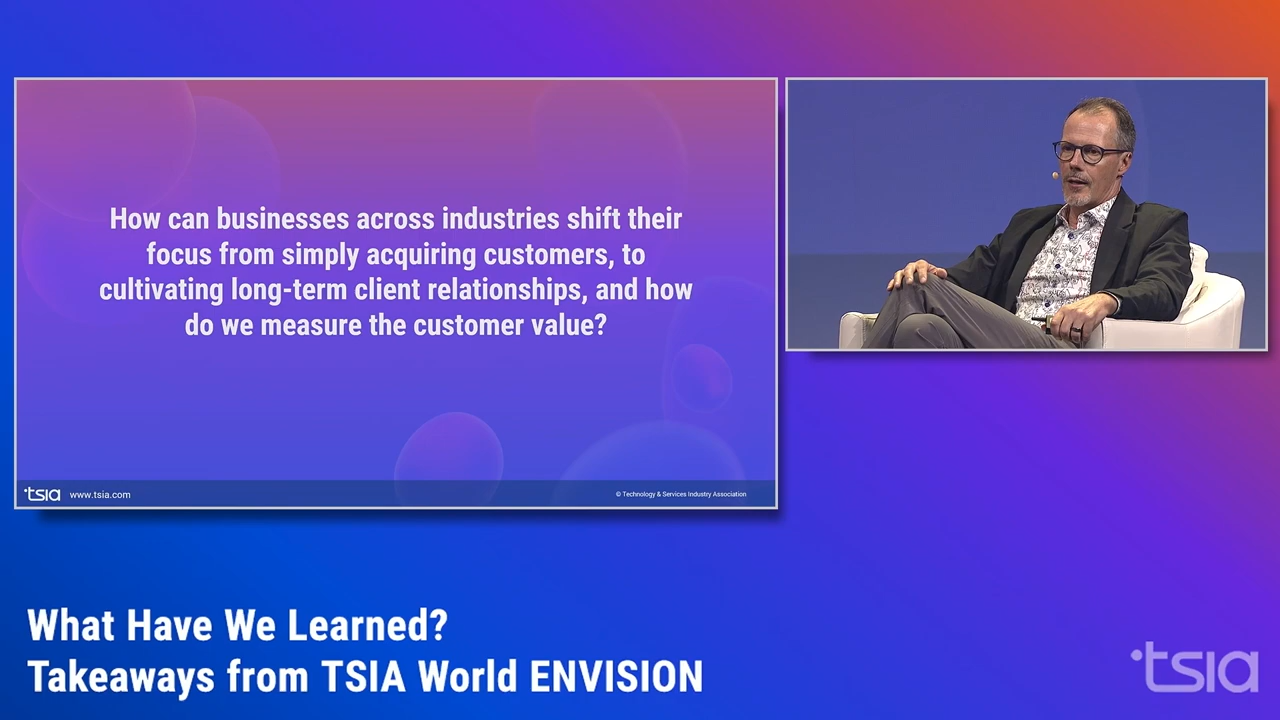 How can businesses across industries shift their
focus from simply acquiring customers, to
cultivating long-term client relationships, and how
do we measure the customer value?
tsia www.tsia.com
© Technology & Services Industry Association
What Have We Learned?
Takeaways from TSIA World ENVISION
tsia